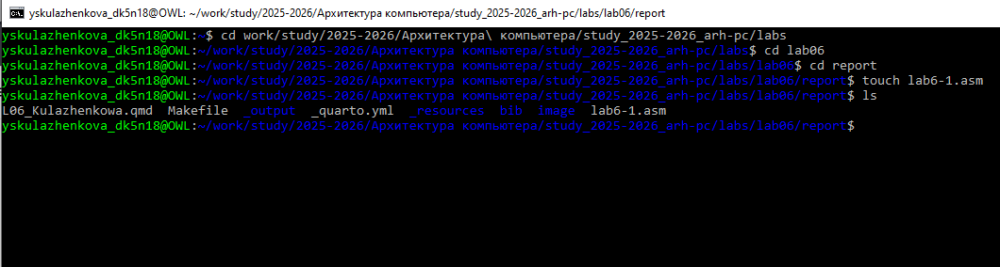 yskulazhenkova_dk5n18@OWL: ~/work/study/2025-2026/Архитектура компьютера/study_2025-2026_arh-pc/labs/lab06/report
yskulazhenkova_dk5n18@OWL:~$ cd work/study/2025-2026/Архитектура\ компьютера/study_2025-2026_arh-pc/labs
yskulazhenkova_dk5n18@OWL:~/work/study/2025-2026/Архитектура компьютера/study_2025-2026_arh-pc/labs$ cd lab06
yskulazhenkova_dk5n18@OWL:~/work/study/2025-2026/Архитектура компьютера/study_2025-2026_arh-pc/labs/lab06$ cd report
yskulazhenkova_dk5n18@OWL:~/work/study/2025-2026/Архитектура компьютера/study_2025-2026_arh-pc/labs/lab06/report$ touch lab6-1.asm
yskulazhenkova_dk5n18@OWL:~/work/study/2025-2026/Архитектура компьютера/study_2025-2026_arh-pc/labs/lab06/report$ ls
L06_Kulazhenkowa.qmd  Makefile  _output  _quarto.yml  _resources  bib  image  lab6-1.asm
yskulazhenkova_dk5n18@OWL:~/work/study/2025-2026/Архитектура компьютера/study_2025-2026_arh-pc/labs/lab06/report$